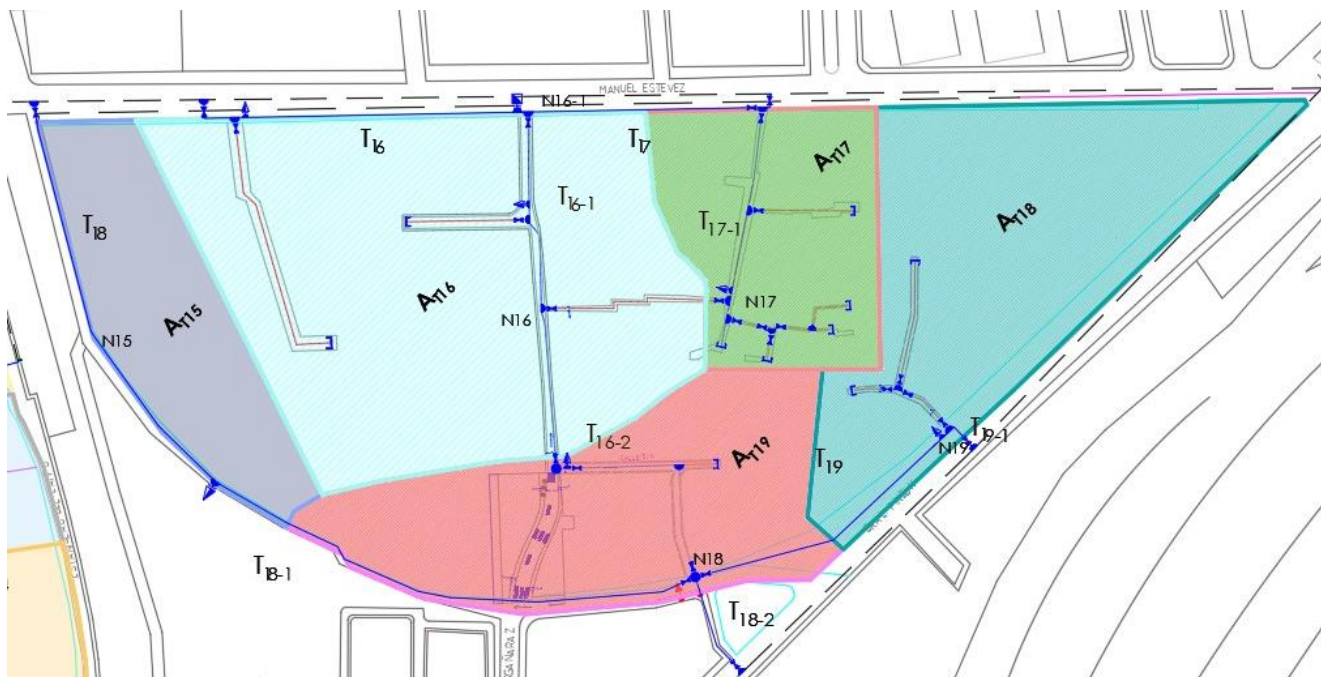 MANUEL ESTEVEZ
N16-1
T16
T17
AT17
T16-1
T18
T17-1
AT18
AT16
AT15
N16
N17
N15
T16-2
T19-1
AT19
N19
T19
N18
T18-1
T18-2